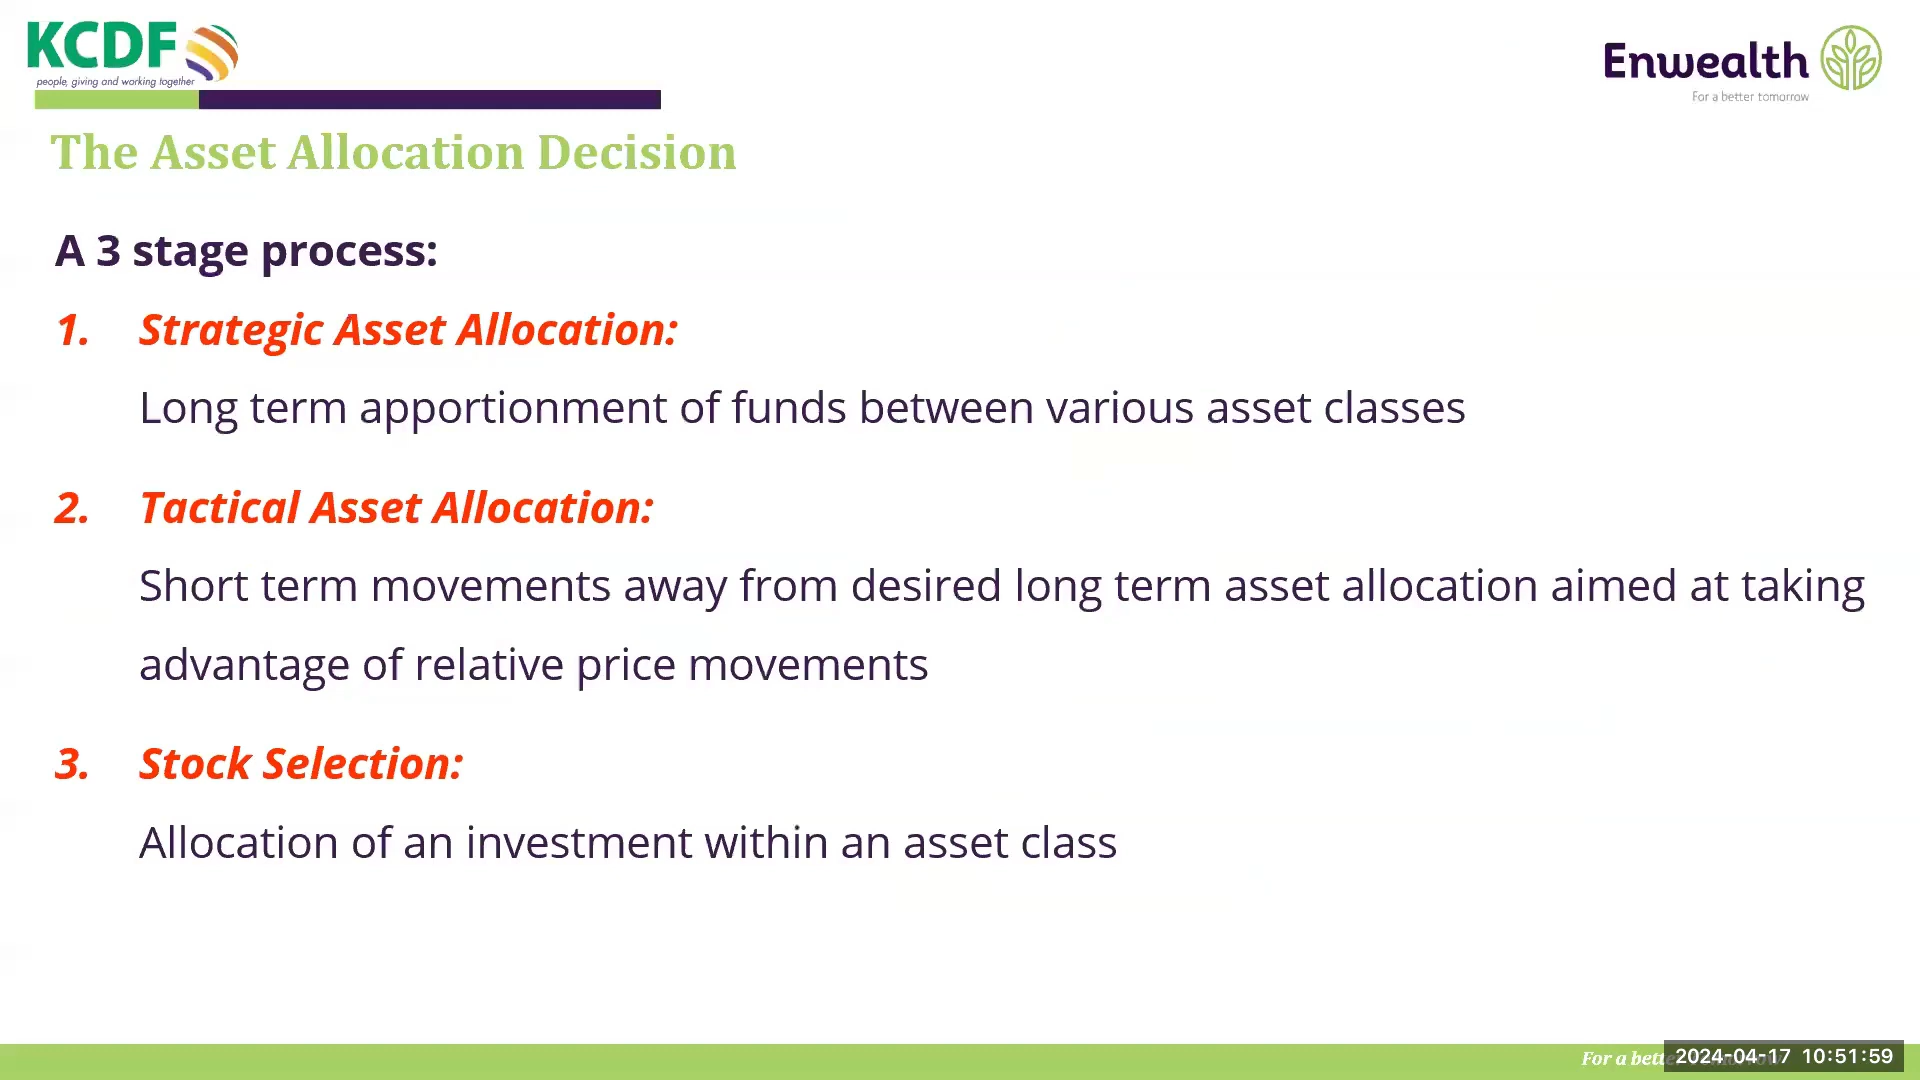 KCDF
people, giving and working together
Enwealth
For a better tomorrow
The Asset Allocation Decision
A 3 stage process:
1. Strategic Asset Allocation:
Long term apportionment of funds between various asset classes
2. Tactical Asset Allocation:
Short term movements away from desired long term asset allocation aimed at taking
advantage of relative price movements
3. Stock Selection:
Allocation of an investment within an asset class
For a
2024-04-17 10:51:59